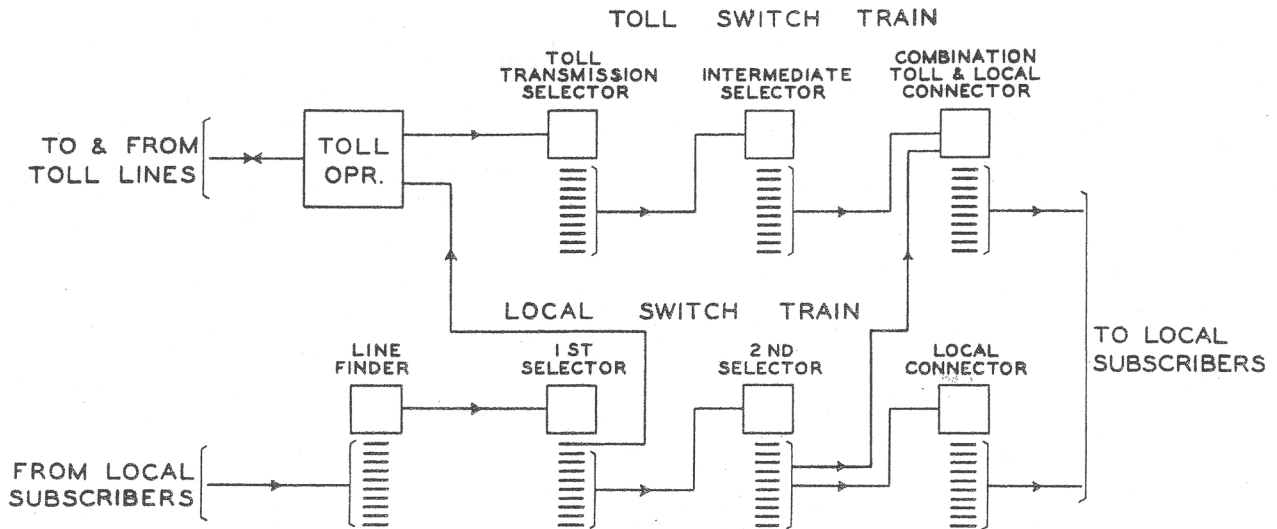 TOLL SWITCH TRAIN
TOLL
TRANSMISSION
SELECTOR
INTERMEDIATE
SELECTOR
COMBINATION
TOLL & LOCAL
CONNECTOR
TO & FROM
TOLL LINES
TOLL
OPR.
LOCAL SWITCH TRAIN
LINE
FINDER
1 ST
SELECTOR
2 ND
SELECTOR
LOCAL
CONNECTOR
TO LOCAL
SUBSCRIBERS
FROM LOCAL
SUBSCRIBERS